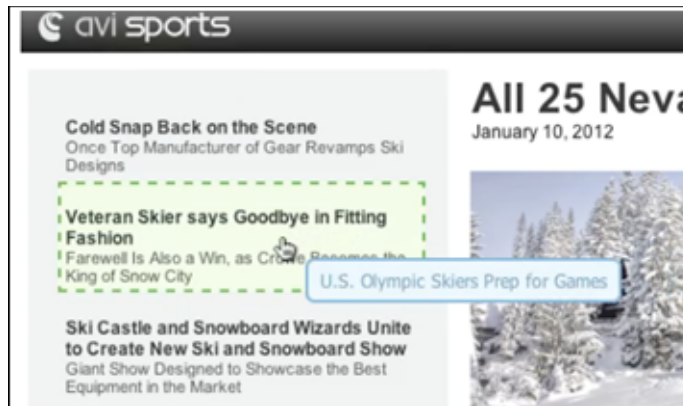 avi sports
Cold Snap Back on the Scene
Once Top Manufacturer of Gear Revamps Ski
Designs
Veteran Skier says Goodbye in Fitting
Fashion
Farewell Is Also a Win, as Crowe Becomes the
King of Snow City
U.S. Olympic Skiers Prep for Games
Ski Castle and Snowboard Wizards Unite
to Create New Ski and Snowboard Show
Giant Show Designed to Showcase the Best
Equipment in the Market
All 25 Neva
January 10, 2012